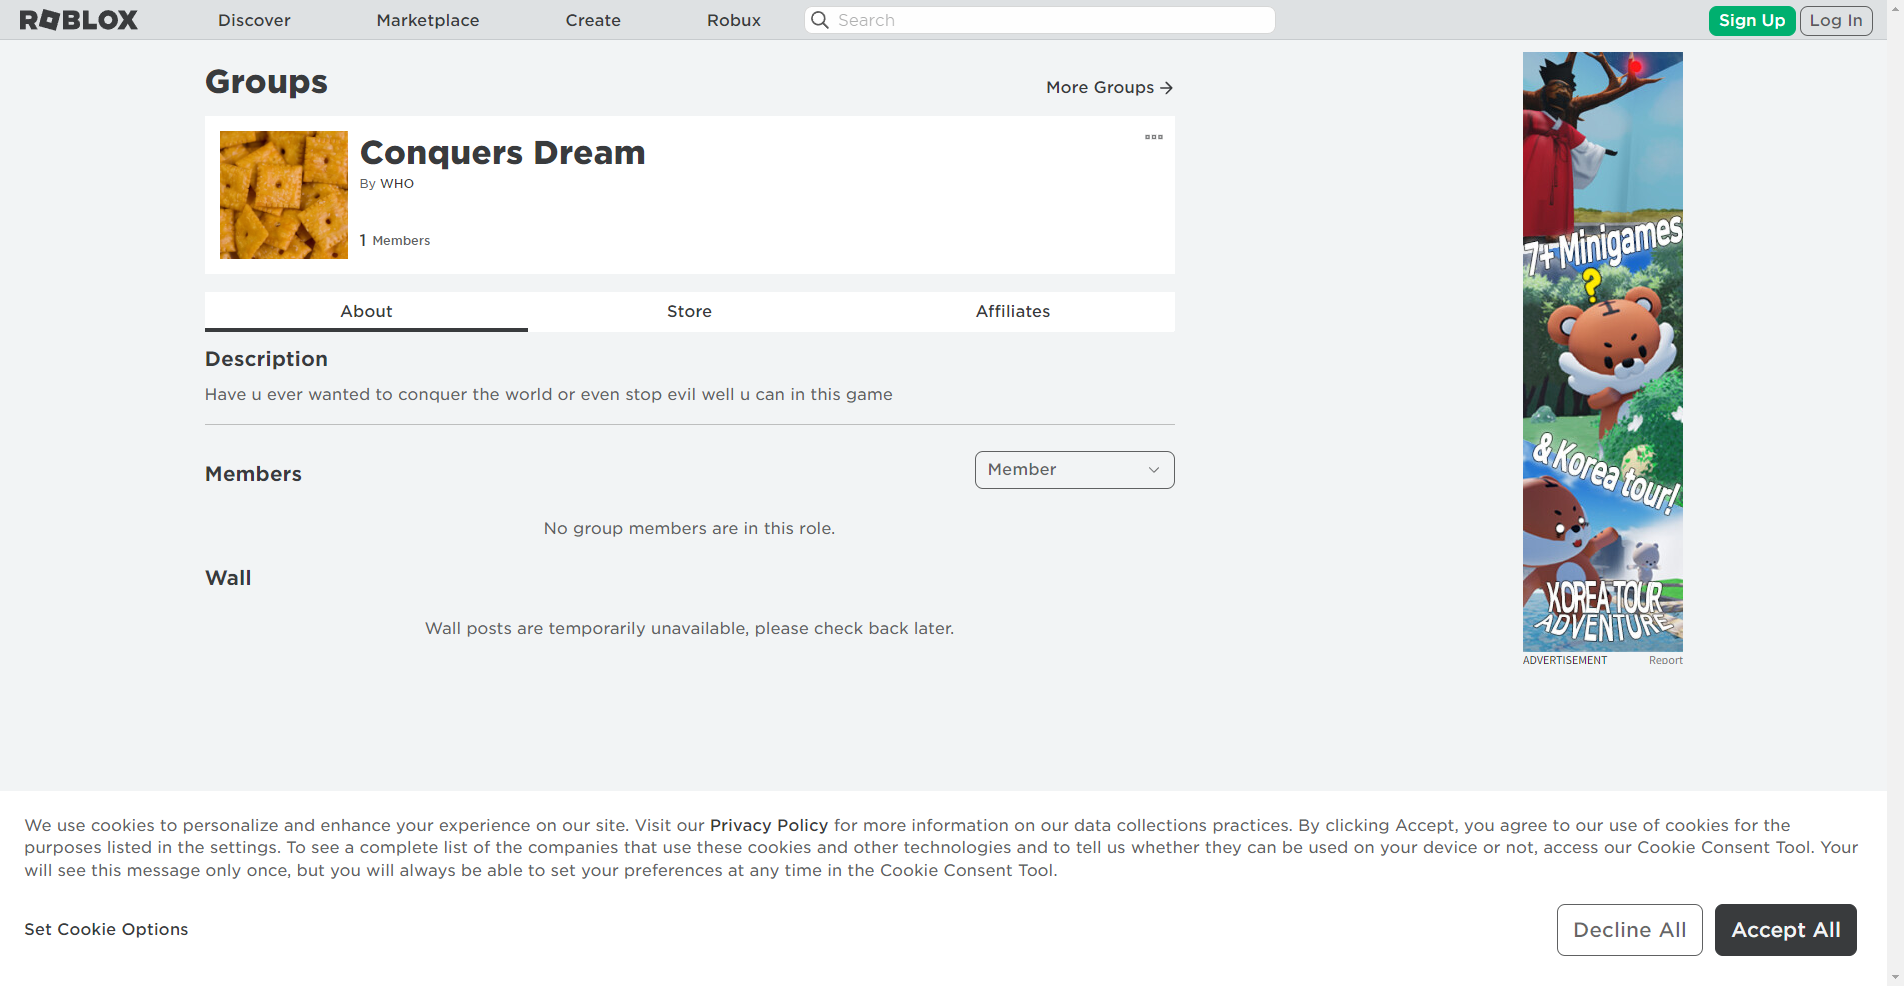 ROBLOX
Discover
Marketplace
Create
Robux
Search
Sign Up
Log In
Groups
More Groups
Conquers Dream
By WHO
1 Members
About
Store
Affiliates
Description
Have u ever wanted to conquer the world or even stop evil well u can in this game
Members
Member
No group members are in this role.
Wall
Wall posts are temporarily unavailable, please check back later.
7+ Minigames
?
& Korea tour!
KOREA TOUR
ADVENTURE
ADVERTISEMENT
Report
We use cookies to personalize and enhance your experience on our site. Visit our Privacy Policy for more information on our data collections practices. By clicking Accept, you agree to our use of cookies for the
purposes listed in the settings. To see a complete list of the companies that use these cookies and other technologies and to tell us whether they can be used on your device or not, access our Cookie Consent Tool. Your
will see this message only once, but you will always be able to set your preferences at any time in the Cookie Consent Tool.
Set Cookie Options
Decline All
Accept All